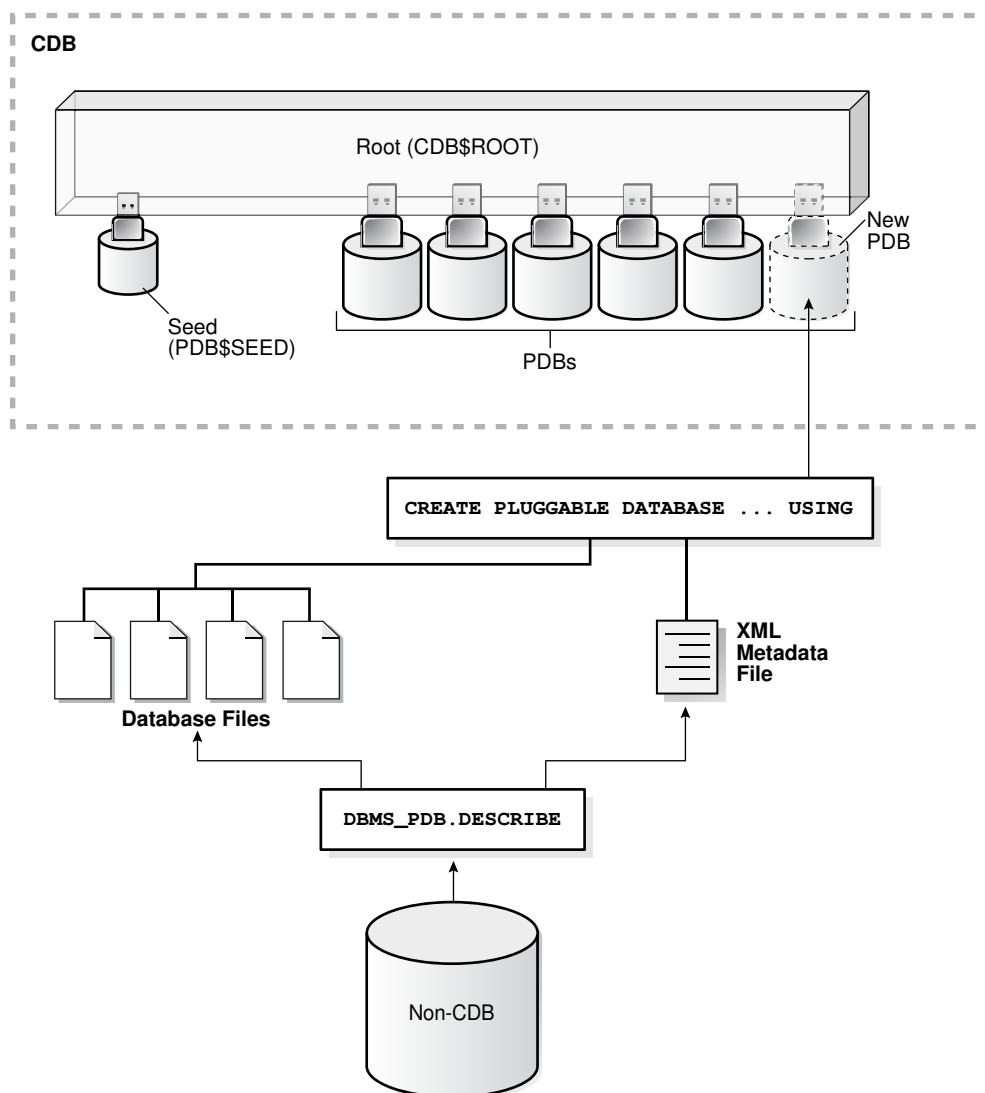 CDB
Root (CDB$ROOT)
New
PDB
Seed
(PDB$SEED)
PDBs
CREATE PLUGGABLE DATABASE ... USING
XML
Metadata
File
Database Files
DBMS_PDB.DESCRIBE
Non-CDB